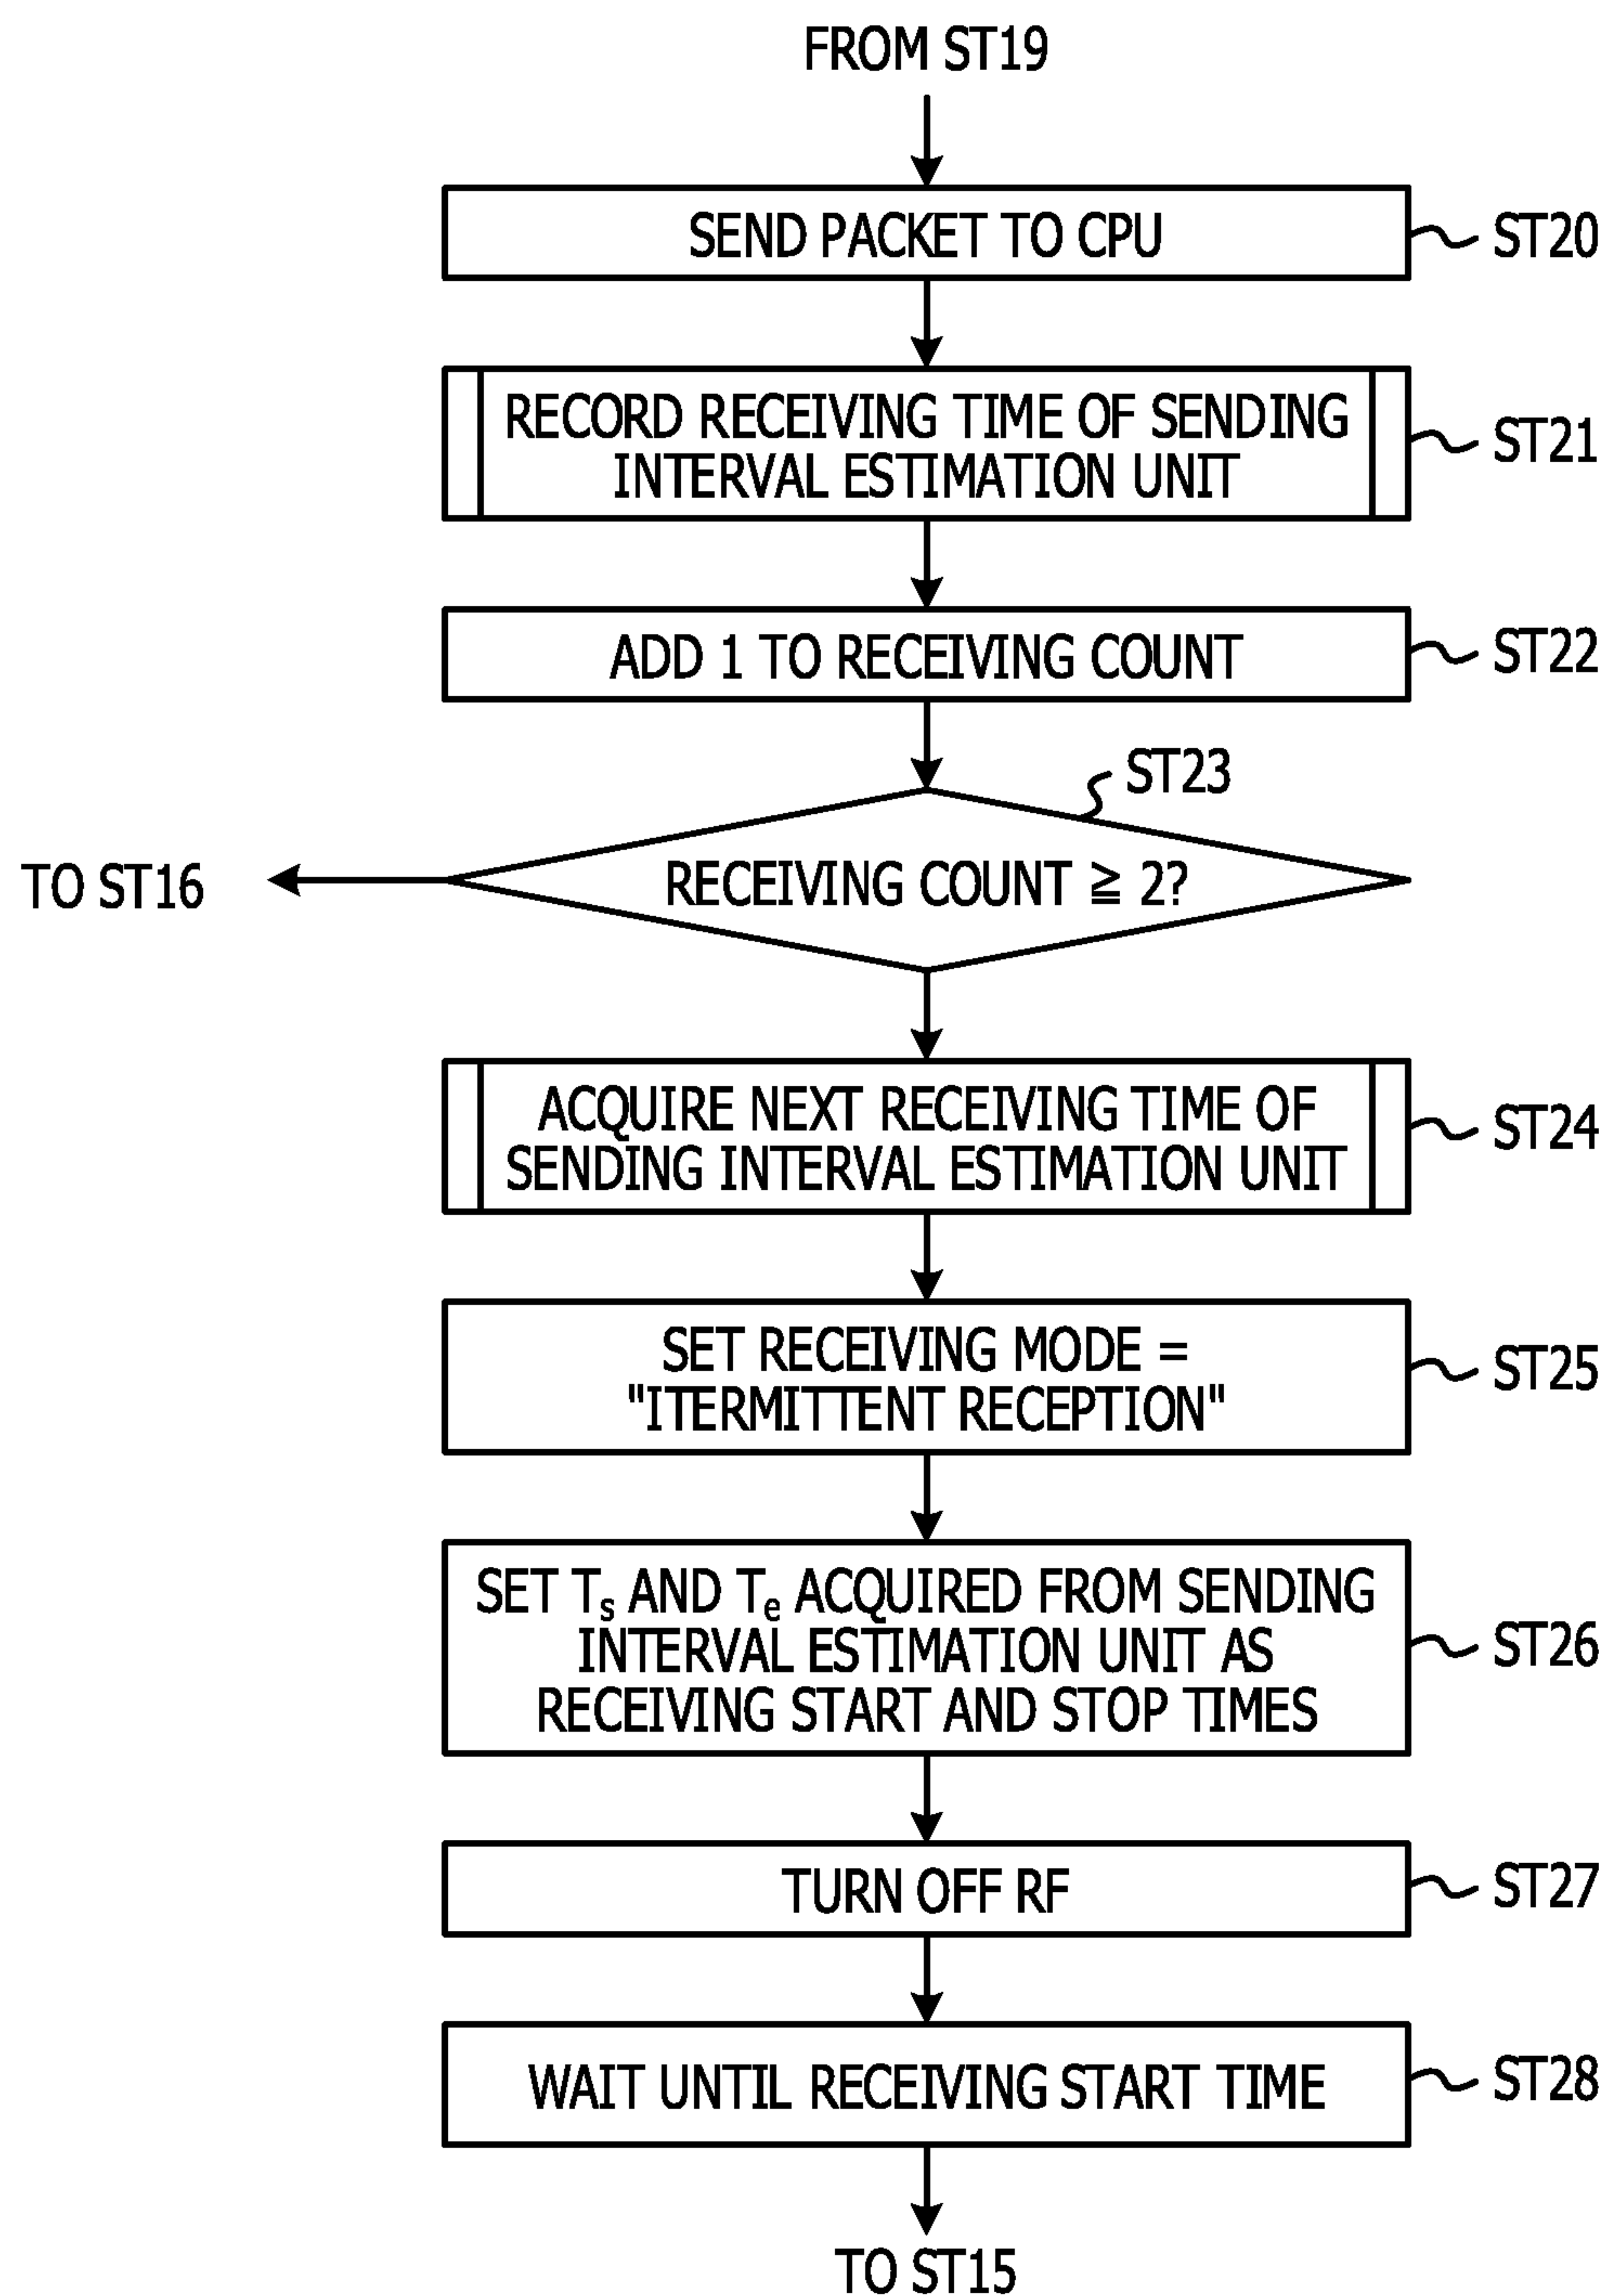 FROM ST19
SEND PACKET TO CPU
ST20
RECORD RECEIVING TIME OF SENDING
INTERVAL ESTIMATION UNIT
ST21
ADD 1 TO RECEIVING COUNT
ST22
ST23
RECEIVING COUNT ≧ 2?
TO ST16
ACQUIRE NEXT RECEIVING TIME OF
SENDING INTERVAL ESTIMATION UNIT
ST24
SET RECEIVING MODE =
"ITERMITTENT RECEPTION"
ST25
SET Ts AND Te ACQUIRED FROM SENDING
INTERVAL ESTIMATION UNIT AS
RECEIVING START AND STOP TIMES
ST26
TURN OFF RF
ST27
WAIT UNTIL RECEIVING START TIME
ST28
TO ST15